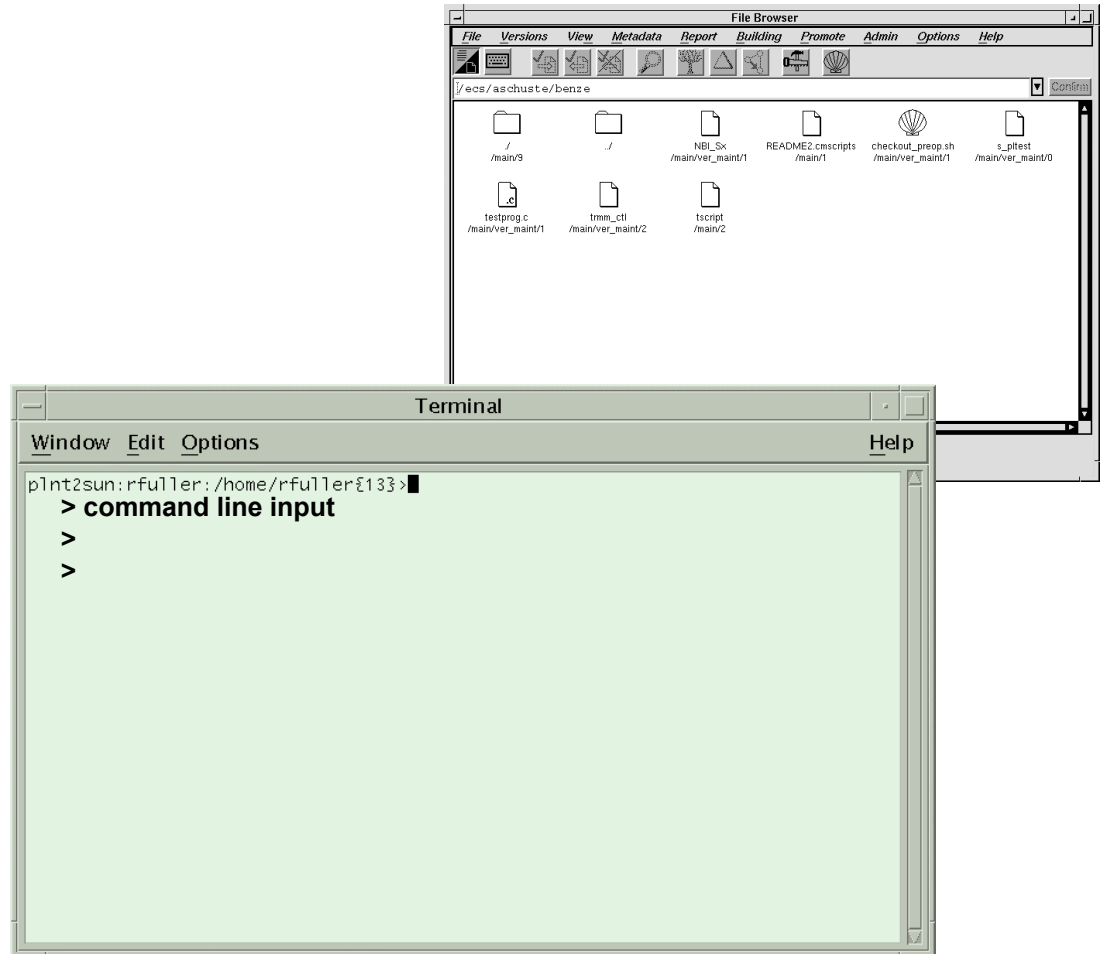 File Browser
File Versions View Metadata Report Building Promote Admin Options Help
/ecs/aschuste/benze Confirm
./ ../ NBI_Sx README2.cmscripts checkout_preop.sh s_pltest
/main/9 /main/ver_maint/1 /main/1 /main/ver_maint/1 /main/ver_maint/0
.c
testprog.c trmm_ctl tscript
/main/ver_maint/1 /main/ver_maint/2 /main/2
Terminal
Window Edit Options Help
plnt2sun:rfuller:/home/rfuller{13}>
> command line input
>
>